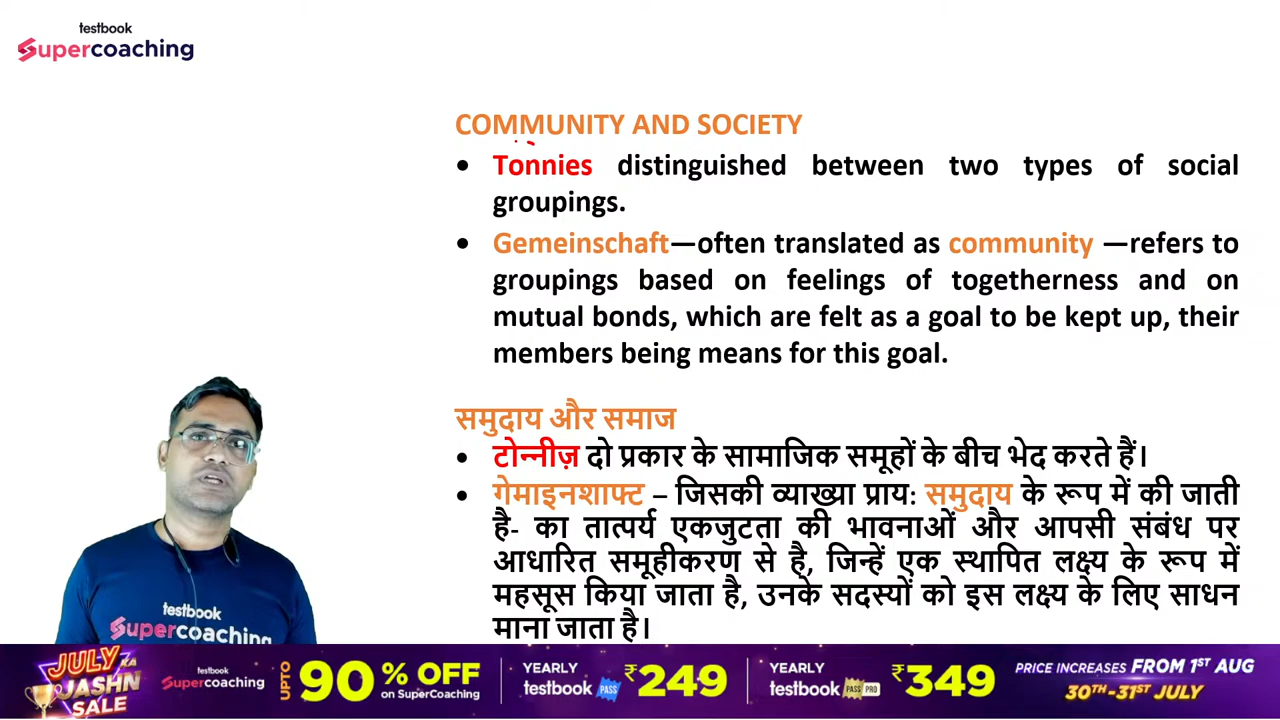 testbook
Supercoaching
COMMUNITY AND SOCIETY
• Tonnies distinguished between two types of social
groupings.
• Gemeinschaft—often translated as community —refers to
groupings based on feelings of togetherness and on
mutual bonds, which are felt as a goal to be kept up, their
members being means for this goal.
समुदाय और समाज
• टोन्नीज़ दो प्रकार के सामाजिक समूहों के बीच भेद करते हैं।
• गेमाइनशाफ्ट – जिसकी व्याख्या प्राय: समुदाय के रूप में की जाती
है- का तात्पर्य एकजुटता की भावनाओं और आपसी संबंध पर
आधारित समूहीकरण से है, जिन्हें एक स्थापित लक्ष्य के रूप में
महसूस किया जाता है, उनके सदस्यों को इस लक्ष्य के लिए साधन
माना जाता है।
testbook
Supercoaching
JULY KA
JASHN
SALE
testbook
Supercoaching
UPTO
90% OFF
on SuperCoaching
YEARLY
testbook PASS
₹249
YEARLY
testbook PASS PRO
₹349
PRICE INCREASES FROM 1ST AUG
30TH-31ST JULY